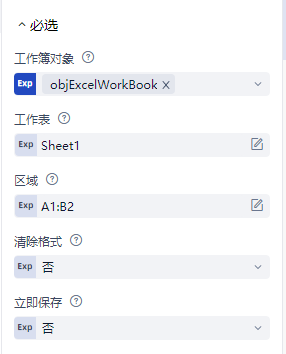 必选
工作簿对象
Exp objExcelWorkBook X
工作表
Exp Sheet1
区域
Exp A1:B2
清除格式
Exp 否
立即保存
Exp 否